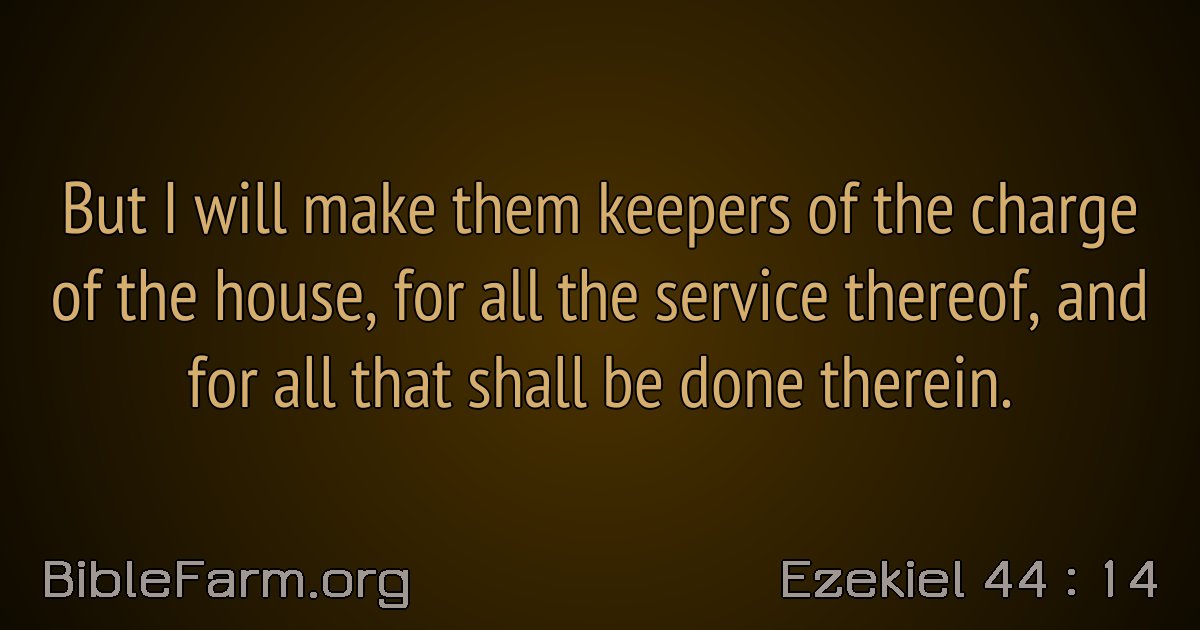 But I will make them keepers of the charge
of the house, for all the service thereof, and
for all that shall be done therein.
BibleFarm.org
Ezekiel 44 : 14